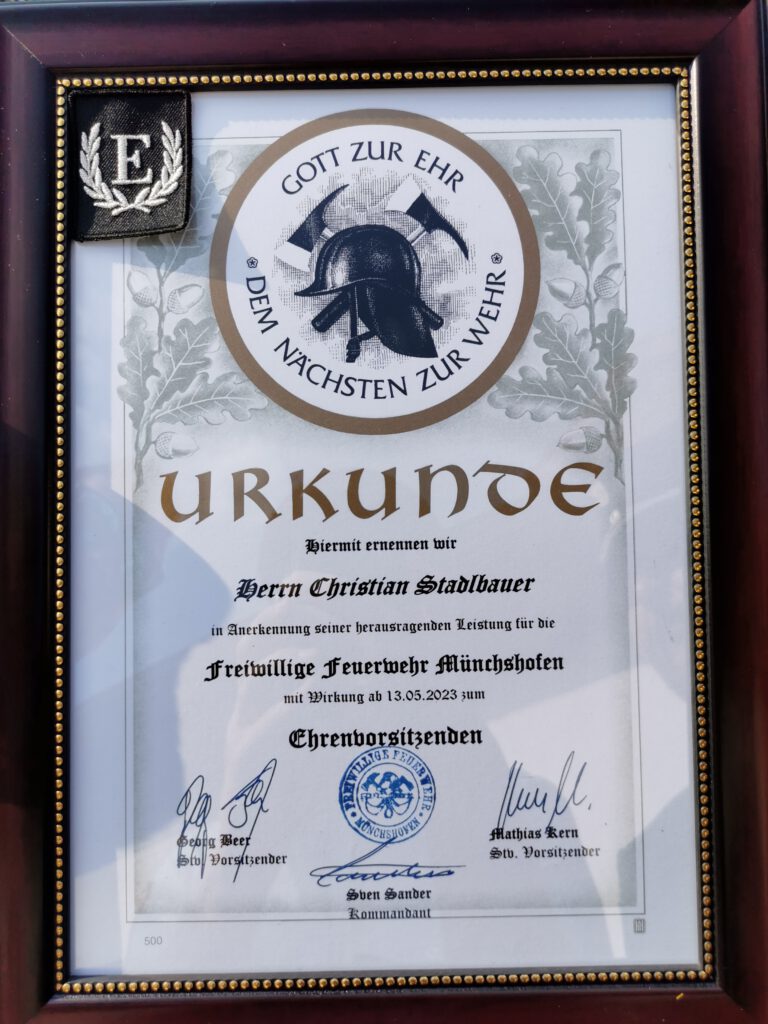 E
GOTT ZUR EHR
DEM NÄCHSTEN ZUR WEHR
URKUNDE
Hiermit ernennen wir
Herrn Christian Stadlbauer
in Anerkennung seiner herausragenden Leistung für die
Freiwillige Feuerwehr Münchshofen
mit Wirkung ab 13.05.2023 zum
Ehrenvorsitzenden
FREIWILLIGE FEUERWEHR
MÜNCHSHOFEN
Georg Beer
Stv. Vorsitzender
Mathias Kern
Stv. Vorsitzender
Sven Sander
Kommandant
500